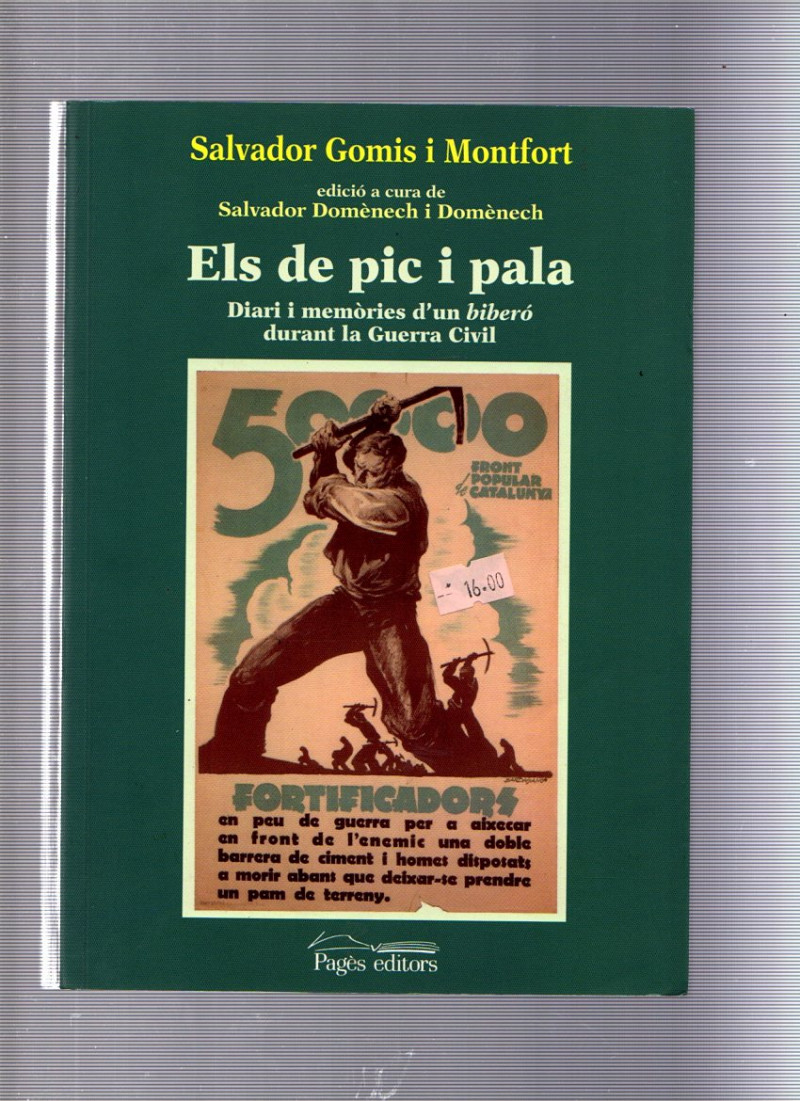 Salvador Gomis i Montfort
edició a cura de
Salvador Domènech i Domènech
Els de pic i pala
Diari i memòries d'un biberó
durant la Guerra Civil
50000
FRONT
POPULAR
de CATALUNYA
16.00
FORTIFICADORS
en peu de guerra per a aixecar
en front de l'enemic una doble
barrera de ciment i homes disposats
a morir abans que deixar-se prendre
un pam de terreny.
Pagès editors